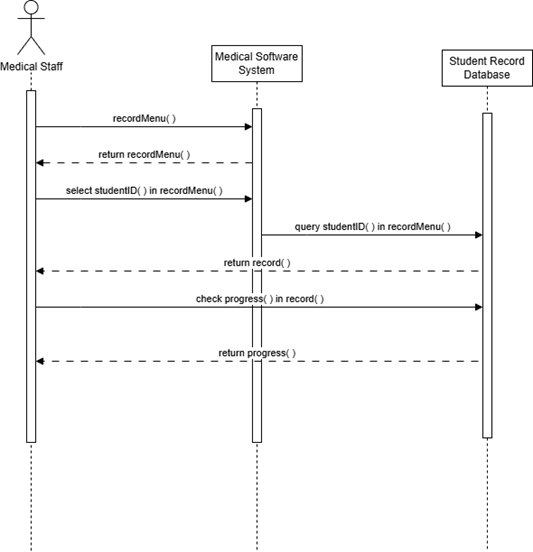 Medical Staff
Medical Software
System
Student Record
Database
recordMenu( )
return recordMenu( )
select studentID( ) in recordMenu( )
query studentID( ) in recordMenu( )
return record( )
check progress( ) in record( )
return progress( )